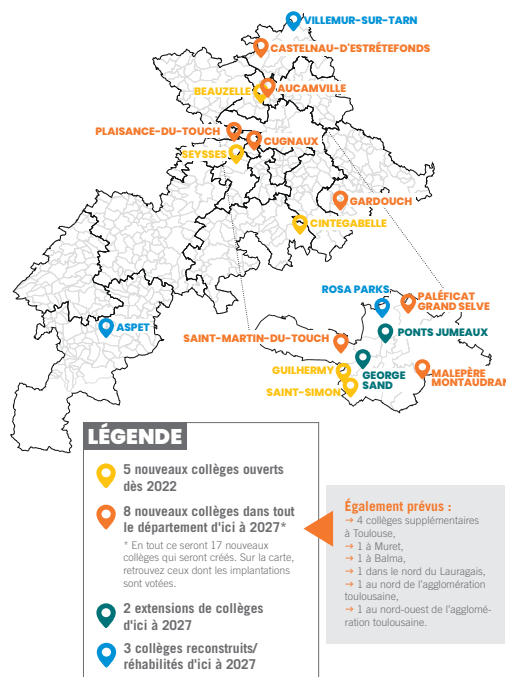 VILLEMUR-SUR-TARN
CASTELNAU-D'ESTRÉTEFONDS
BEAUZELLE
AUCAMVILLE
PLAISANCE-DU-TOUCH
CUGNAUX
SEYSSES
GARDOUCH
CINTEGABELLE
ROSA PARKS
PALÉFICAT
GRAND SELVE
ASPET
PONTS JUMEAUX
SAINT-MARTIN-DU-TOUCH
GUILHERMY
GEORGE
SAND
MALEPÈRE
MONTAUDRAN
SAINT-SIMON
LÉGENDE
5 nouveaux collèges ouverts
dès 2022
8 nouveaux collèges dans tout
le département d'ici à 2027*
* En tout ce seront 17 nouveaux
collèges qui seront créés. Sur la carte,
retrouvez ceux dont les implantations
sont votées.
2 extensions de collèges
d'ici à 2027
3 collèges reconstruits/
réhabilités d'ici à 2027
Également prévus :
→ 4 collèges supplémentaires
à Toulouse,
→ 1 à Muret,
→ 1 à Balma,
→ 1 dans le nord du Lauragais,
→ 1 au nord de l'agglomération
toulousaine,
→ 1 au nord-ouest de l'agglomé-
ration toulousaine.